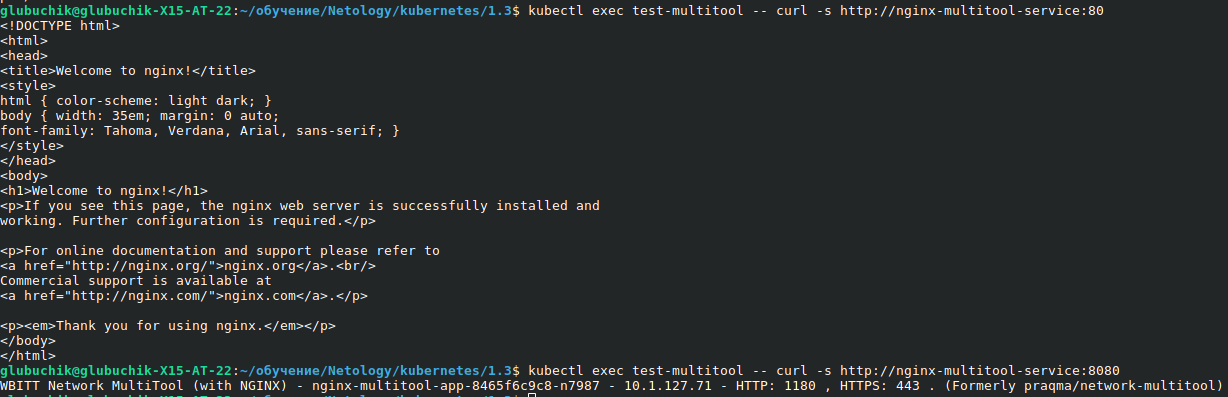 glubuchik@glubuchik-X15-AT-22:~/обучение/Netology/kubernetes/1.3$ kubectl exec test-multitool -- curl -s http://nginx-multitool-service:80
<!DOCTYPE html>
<html>
<head>
<title>Welcome to nginx!</title>
<style>
html { color-scheme: light dark; }
body { width: 35em; margin: 0 auto;
font-family: Tahoma, Verdana, Arial, sans-serif; }
</style>
</head>
<body>
<h1>Welcome to nginx!</h1>
<p>If you see this page, the nginx web server is successfully installed and
working. Further configuration is required.</p>

<p>For online documentation and support please refer to
<a href="http://nginx.org/">nginx.org</a>.<br/>
Commercial support is available at
<a href="http://nginx.com/">nginx.com</a>.</p>

<p><em>Thank you for using nginx.</em></p>
</body>
</html>
glubuchik@glubuchik-X15-AT-22:~/обучение/Netology/kubernetes/1.3$ kubectl exec test-multitool -- curl -s http://nginx-multitool-service:8080
WBITT Network MultiTool (with NGINX) - nginx-multitool-app-8465f6c9c8-n7987 - 10.1.127.71 - HTTP: 1180 , HTTPS: 443 . (Formerly praqma/network-multitool)